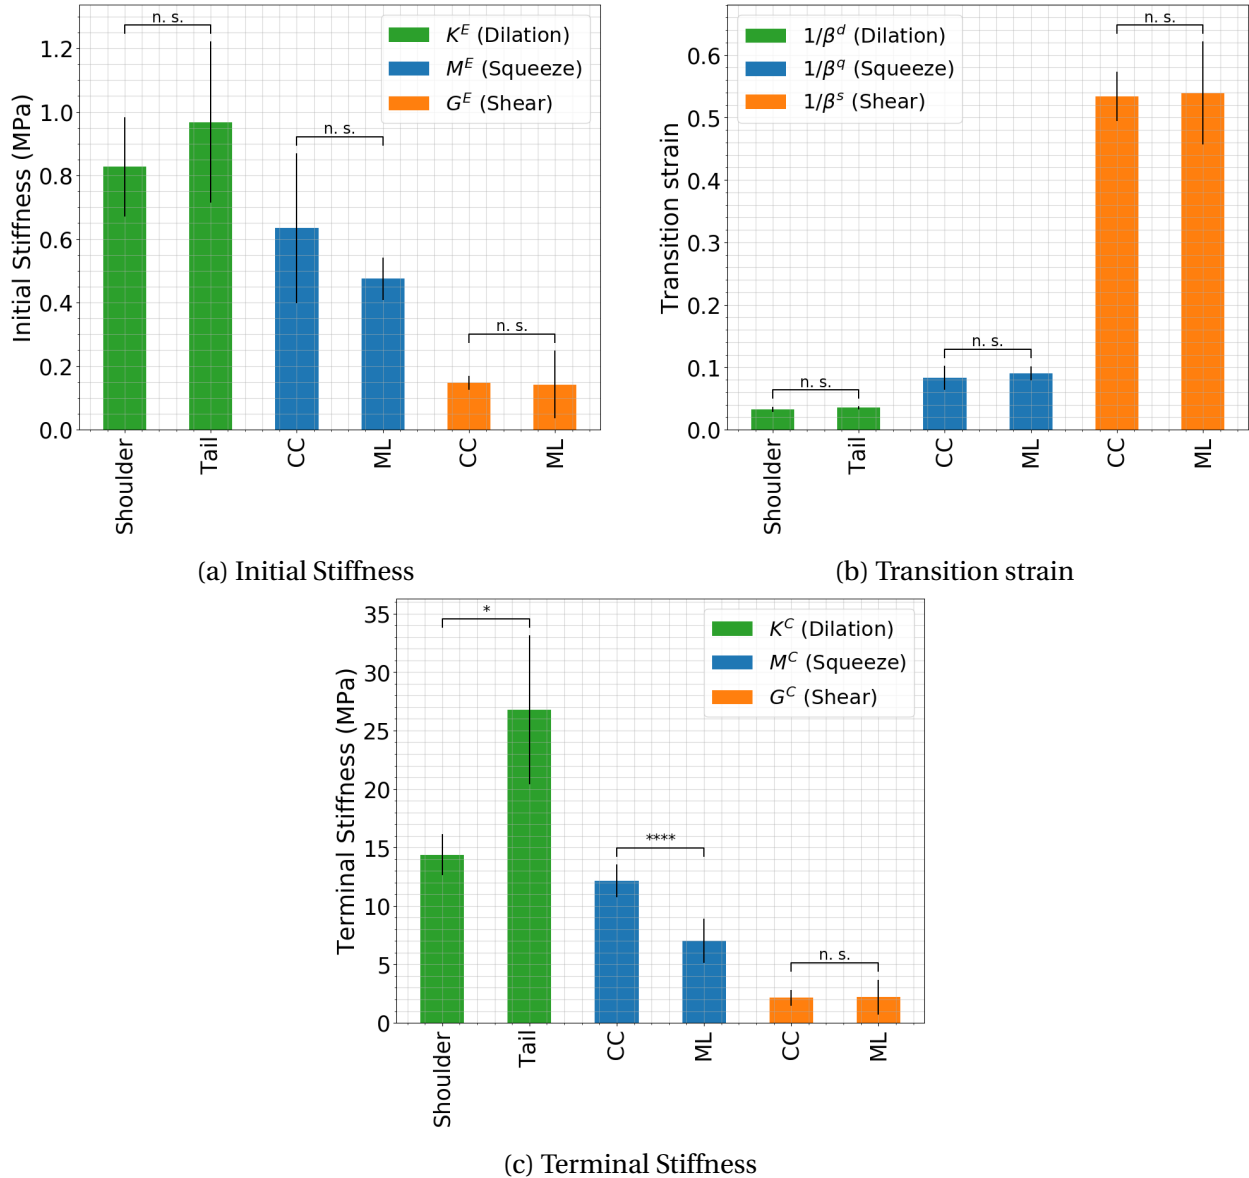 n. s.
K^E (Dilation)
M^E (Squeeze)
G^E (Shear)
n. s.
n. s.
Initial Stiffness (MPa)
1.2
1.0
0.8
0.6
0.4
0.2
0.0
Shoulder
Tail
CC
ML
CC
ML
(a) Initial Stiffness
1/β^d (Dilation)
1/β^q (Squeeze)
1/β^s (Shear)
n. s.
n. s.
n. s.
Transition strain
0.6
0.5
0.4
0.3
0.2
0.1
0.0
Shoulder
Tail
CC
ML
CC
ML
(b) Transition strain
*
K^C (Dilation)
M^C (Squeeze)
G^C (Shear)
****
n. s.
Terminal Stiffness (MPa)
35
30
25
20
15
10
5
0
Shoulder
Tail
CC
ML
CC
ML
(c) Terminal Stiffness